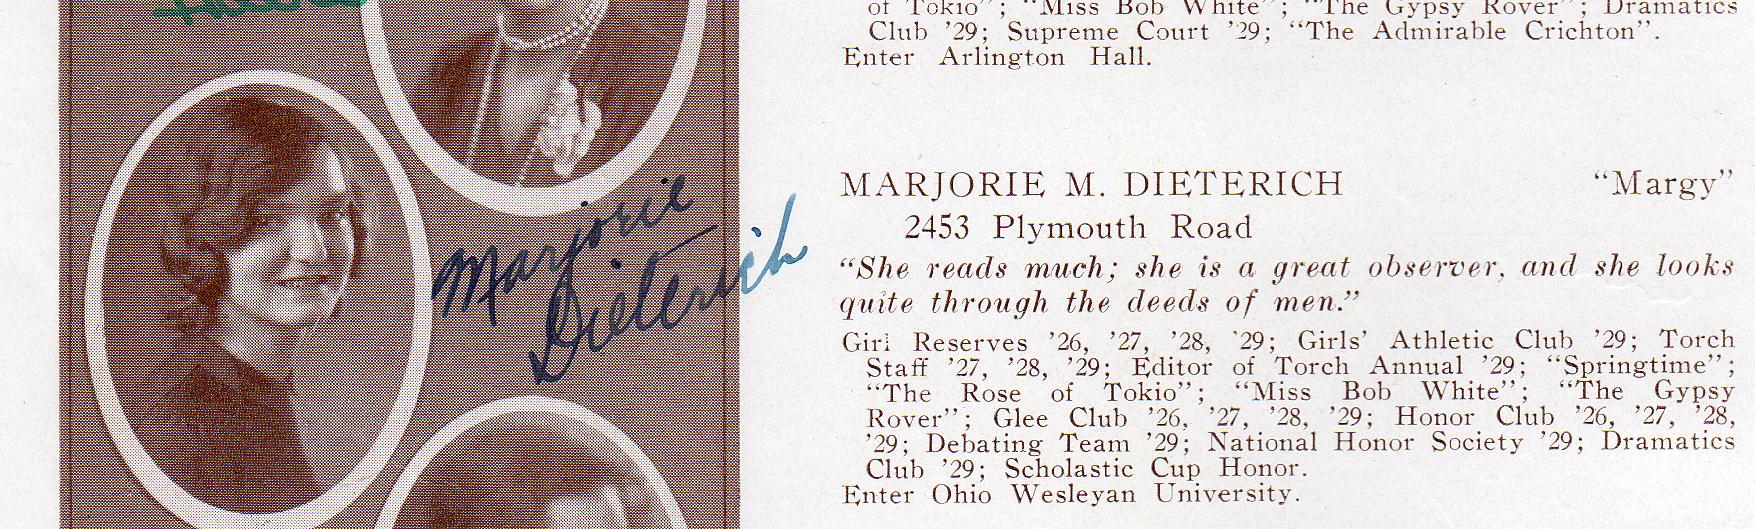 of Tokio”; “Miss Bob White”; “The Gypsy Rover”; Dramatics
Club ’29; Supreme Court ’29; “The Admirable Crichton”.
Enter Arlington Hall.
Marjorie
Dieterich
MARJORIE M. DIETERICH “Margy”
2453 Plymouth Road
“She reads much; she is a great observer, and she looks
quite through the deeds of men.”
Girl Reserves ’26, ’27, ’28, ’29; Girls’ Athletic Club ’29; Torch
Staff ’27, ’28, ’29; Editor of Torch Annual ’29; “Springtime”;
“The Rose of Tokio”; “Miss Bob White”; “The Gypsy
Rover”; Glee Club ’26, ’27, ’28, ’29; Honor Club ’26, ’27, ’28,
’29; Debating Team ’29; National Honor Society ’29; Dramatics
Club ’29; Scholastic Cup Honor.
Enter Ohio Wesleyan University.